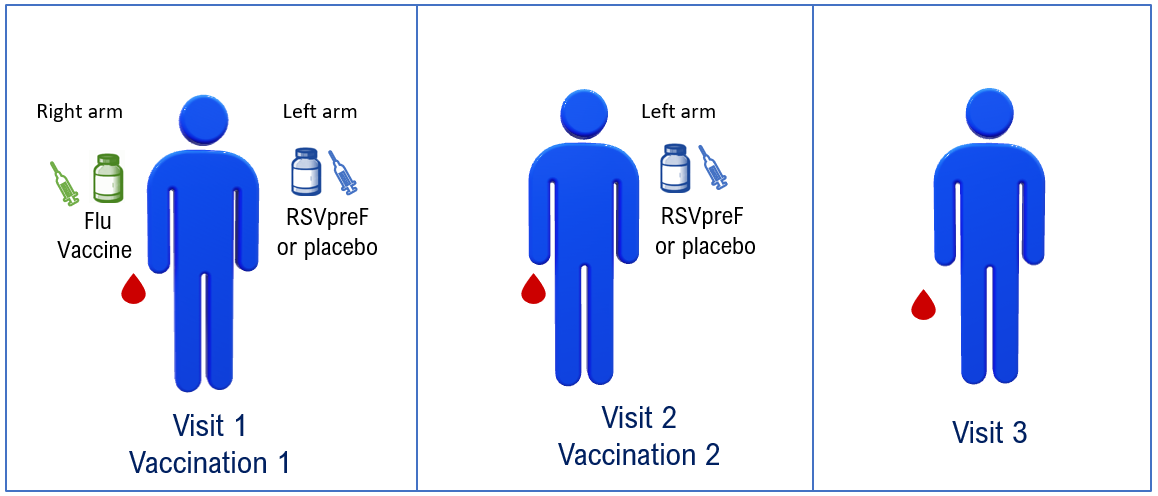 Right arm
Left arm
Flu
Vaccine
RSVpreF
or placebo
Visit 1
Vaccination 1
Left arm
RSVpreF
or placebo
Visit 2
Vaccination 2
Visit 3